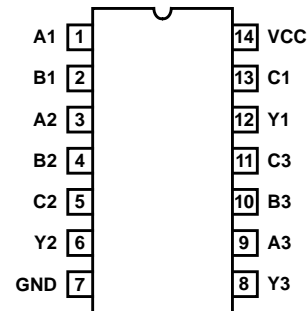 A1 1 14 VCC
B1 2 13 C1
A2 3 12 Y1
B2 4 11 C3
C2 5 10 B3
Y2 6 9 A3
GND 7 8 Y3